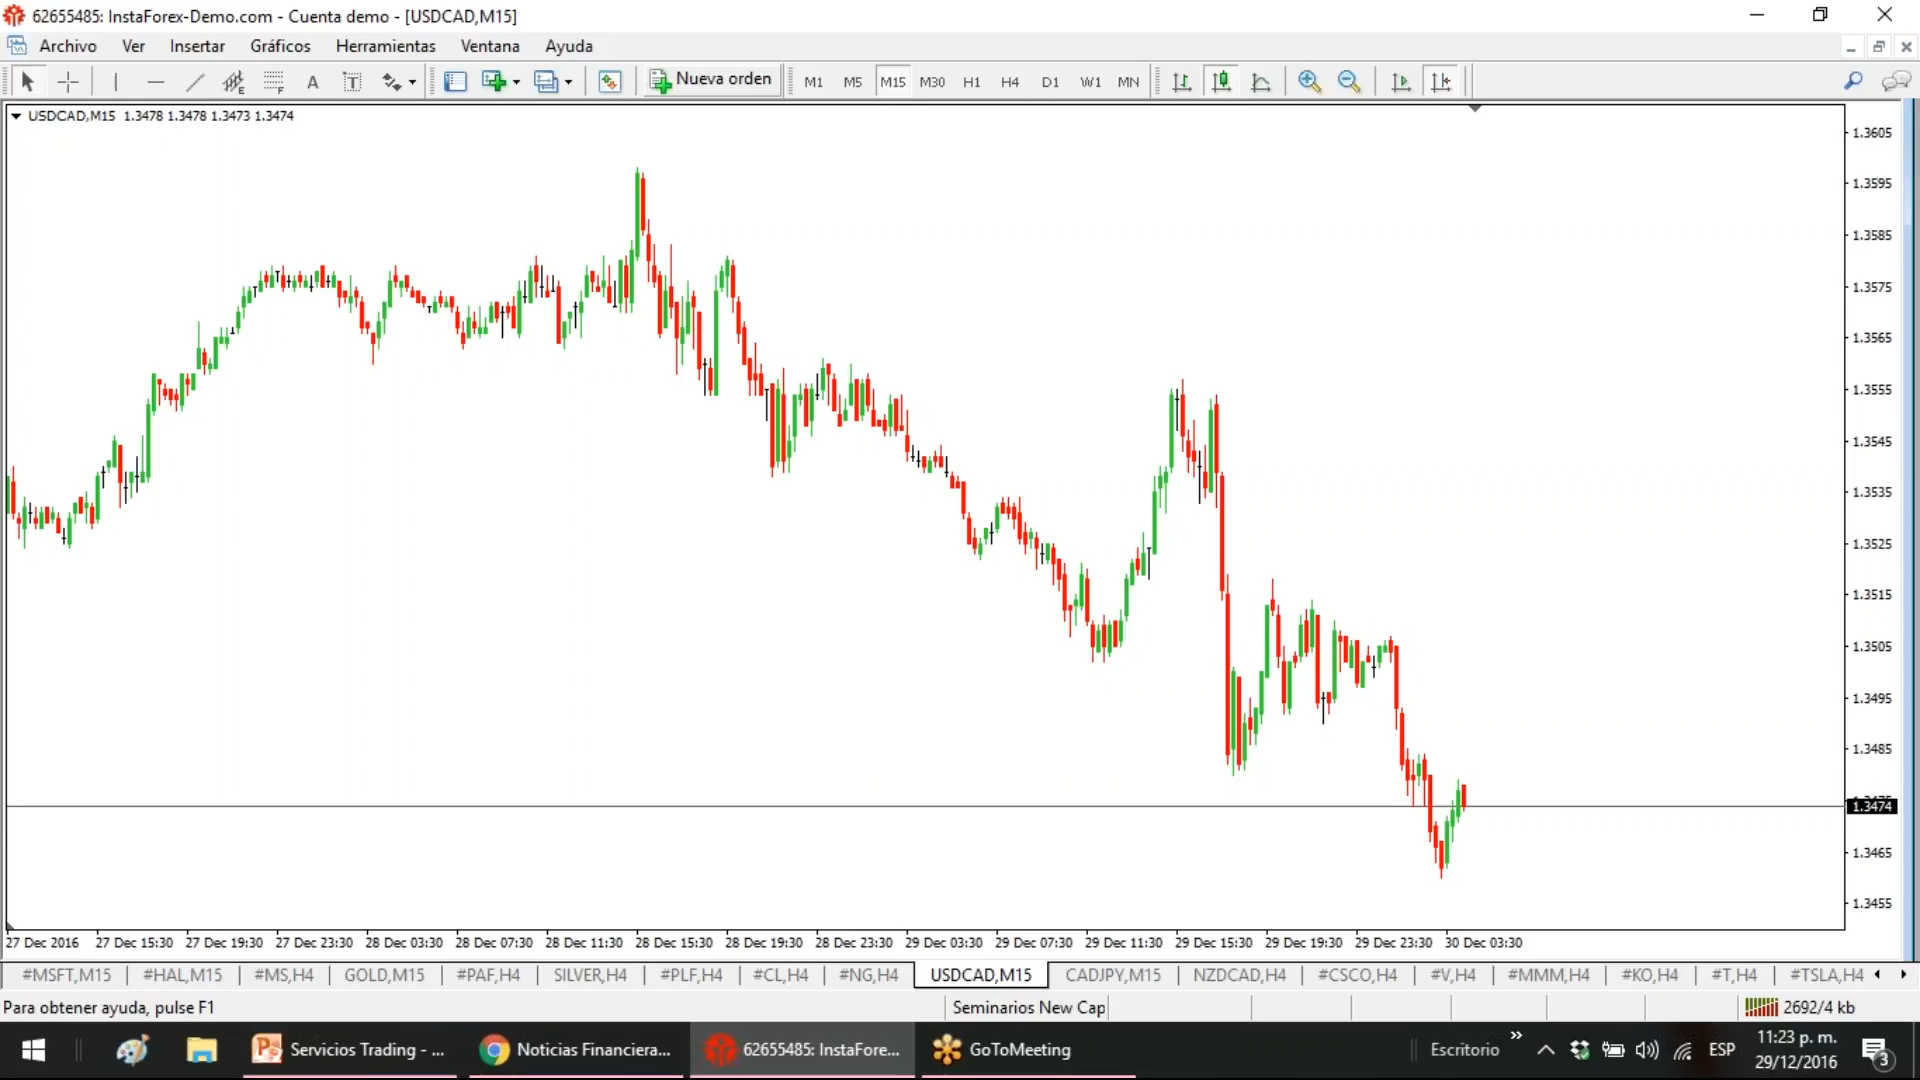 62655485: InstaForex-Demo.com - Cuenta demo - [USDCAD,M15]
Archivo Ver Insertar Gráficos Herramientas Ventana Ayuda
E F A T Nueva orden M1 M5 M15 M30 H1 H4 D1 W1 MN
USDCAD,M15 1.3478 1.3478 1.3473 1.3474
1.3605
1.3595
1.3585
1.3575
1.3565
1.3555
1.3545
1.3535
1.3525
1.3515
1.3505
1.3495
1.3485
1.3474
1.3465
1.3455
27 Dec 2016 27 Dec 15:30 27 Dec 19:30 27 Dec 23:30 28 Dec 03:30 28 Dec 07:30 28 Dec 11:30 28 Dec 15:30 28 Dec 19:30 28 Dec 23:30 29 Dec 03:30 29 Dec 07:30 29 Dec 11:30 29 Dec 15:30 29 Dec 19:30 29 Dec 23:30 30 Dec 03:30
#MSFT,M15 #HAL,M15 #MS,H4 GOLD,M15 #PAF,H4 SILVER,H4 #PLF,H4 #CL,H4 #NG,H4 USDCAD,M15 CADJPY,M15 NZDCAD,H4 #CSCO,H4 #V,H4 #MMM,H4 #KO,H4 #T,H4 #TSLA,H4
Para obtener ayuda, pulse F1 Seminarios New Cap 2692/4 kb
Servicios Trading - ... Noticias Financiera... 62655485: InstaFore... GoToMeeting Escritorio » ESP 11:23 p. m.
29/12/2016 3